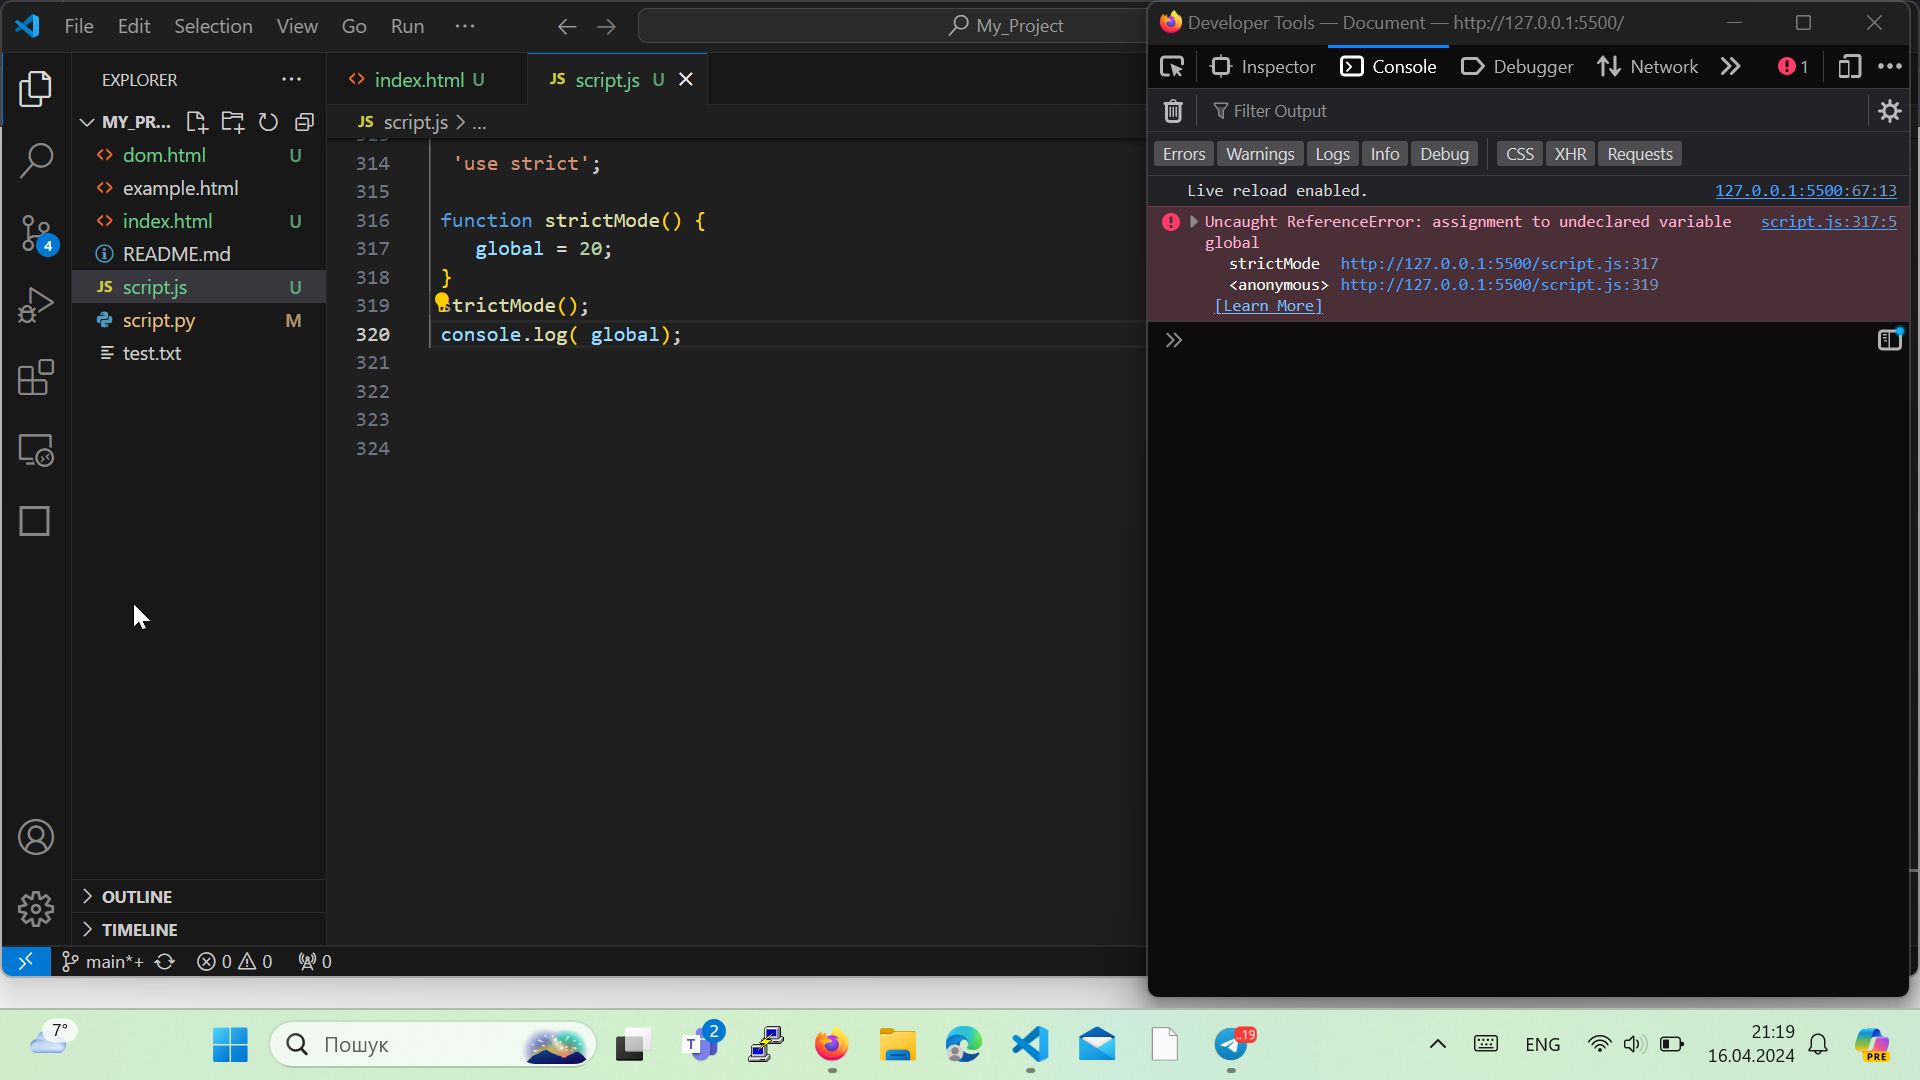 File Edit Selection View Go Run ···
My_Project
EXPLORER ···
MY_PR...
dom.html U
example.html
index.html U
README.md
script.js U
script.py M
test.txt
OUTLINE
TIMELINE
index.html U
JS script.js U
JS script.js > ...
314 'use strict';
315
316 function strictMode() {
317 global = 20;
318 }
319 strictMode();
320 console.log( global);
321
322
323
324
main*+ 0 0 0
Developer Tools — Document — http://127.0.0.1:5500/
Inspector Console Debugger Network 1
Filter Output
Errors Warnings Logs Info Debug CSS XHR Requests
Live reload enabled. 127.0.0.1:5500:67:13
Uncaught ReferenceError: assignment to undeclared variable script.js:317:5
global
strictMode http://127.0.0.1:5500/script.js:317
<anonymous> http://127.0.0.1:5500/script.js:319
[Learn More]
4
7°
Пошук
2
..19
ENG
21:19
16.04.2024
PRE